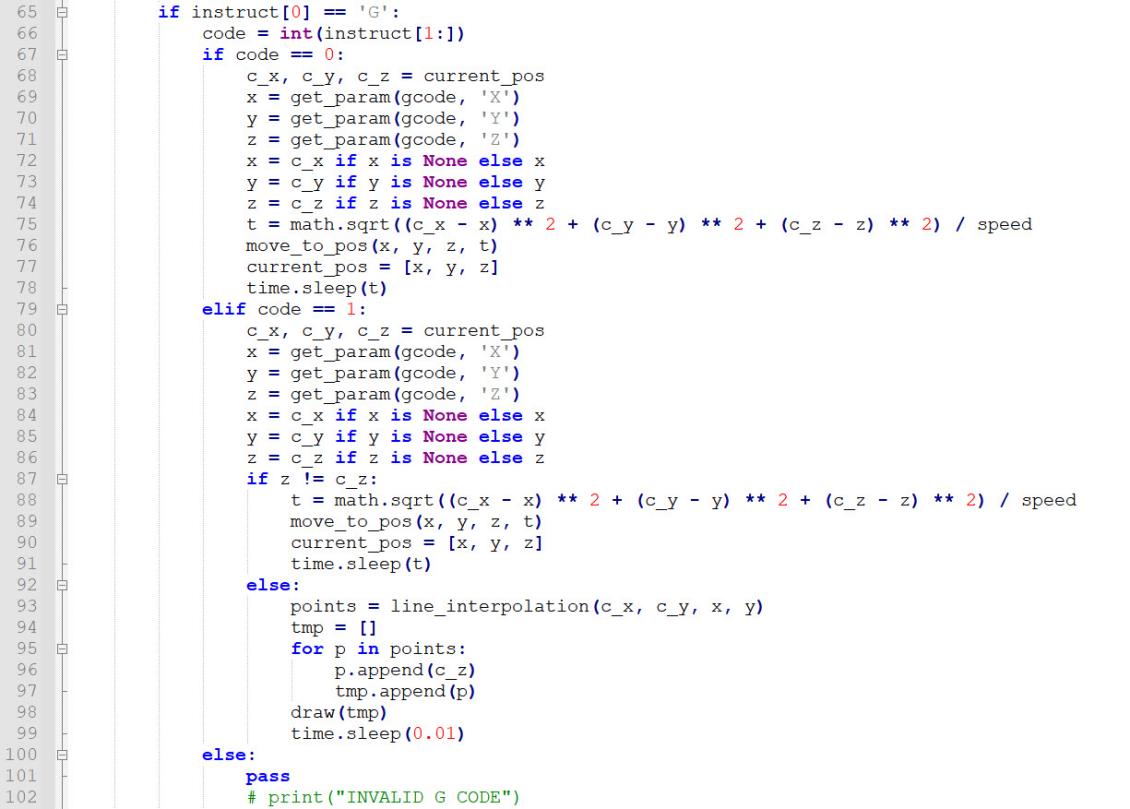 65 if instruct[0] == 'G':
66 code = int(instruct[1:])
67 if code == 0:
68 c_x, c_y, c_z = current_pos
69 x = get_param(gcode, 'X')
70 y = get_param(gcode, 'Y')
71 z = get_param(gcode, 'Z')
72 x = c_x if x is None else x
73 y = c_y if y is None else y
74 z = c_z if z is None else z
75 t = math.sqrt((c_x - x) ** 2 + (c_y - y) ** 2 + (c_z - z) ** 2) / speed
76 move_to_pos(x, y, z, t)
77 current_pos = [x, y, z]
78 time.sleep(t)
79 elif code == 1:
80 c_x, c_y, c_z = current_pos
81 x = get_param(gcode, 'X')
82 y = get_param(gcode, 'Y')
83 z = get_param(gcode, 'Z')
84 x = c_x if x is None else x
85 y = c_y if y is None else y
86 z = c_z if z is None else z
87 if z != c_z:
88 t = math.sqrt((c_x - x) ** 2 + (c_y - y) ** 2 + (c_z - z) ** 2) / speed
89 move_to_pos(x, y, z, t)
90 current_pos = [x, y, z]
91 time.sleep(t)
92 else:
93 points = line_interpolation(c_x, c_y, x, y)
94 tmp = []
95 for p in points:
96 p.append(c_z)
97 tmp.append(p)
98 draw(tmp)
99 time.sleep(0.01)
100 else:
101 pass
102 # print("INVALID G CODE")